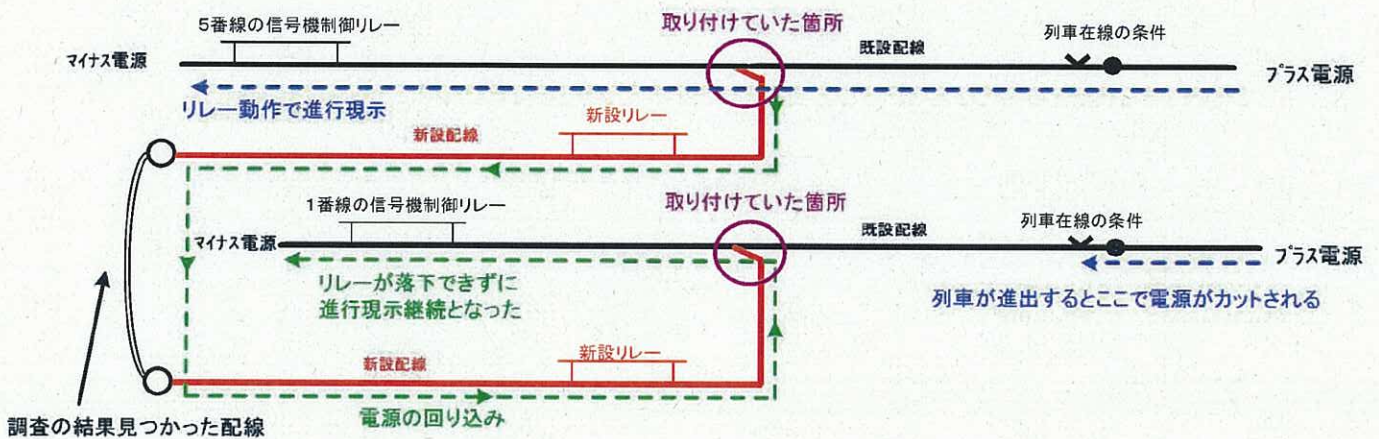 5番線の信号機制御リレー
取り付けていた箇所
列車在線の条件
マイナス電源
既設配線
プラス電源
リレー動作で進行現示
新設リレー
新設配線
1番線の信号機制御リレー
取り付けていた箇所
列車在線の条件
マイナス電源
既設配線
プラス電源
リレーが落下できずに
進行現示継続となった
列車が進出するとここで電源がカットされる
新設リレー
新設配線
電源の回り込み
調査の結果見つかった配線